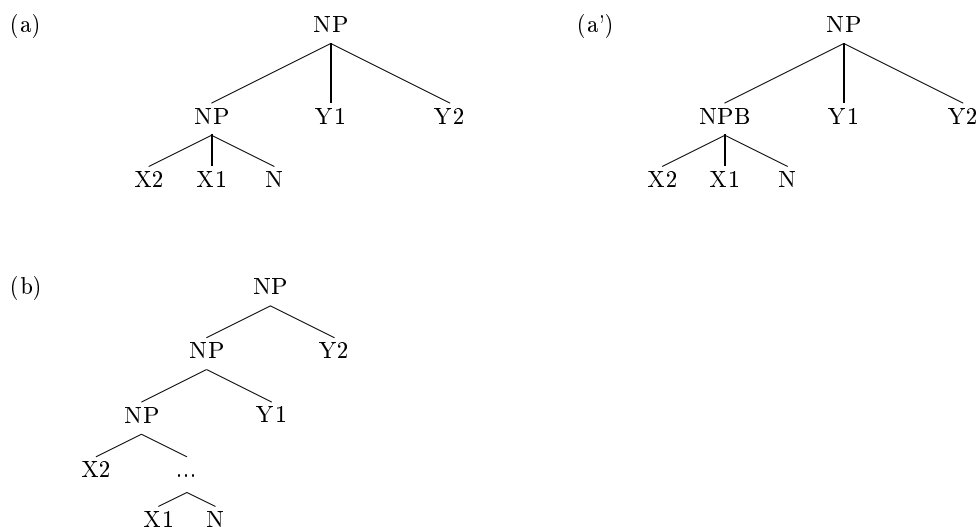 (a) NP (a') NP
NP Y1 Y2 NPB Y1 Y2
X2 X1 N X2 X1 N
(b) NP
NP Y2
NP Y1
X2 ...
X1 N